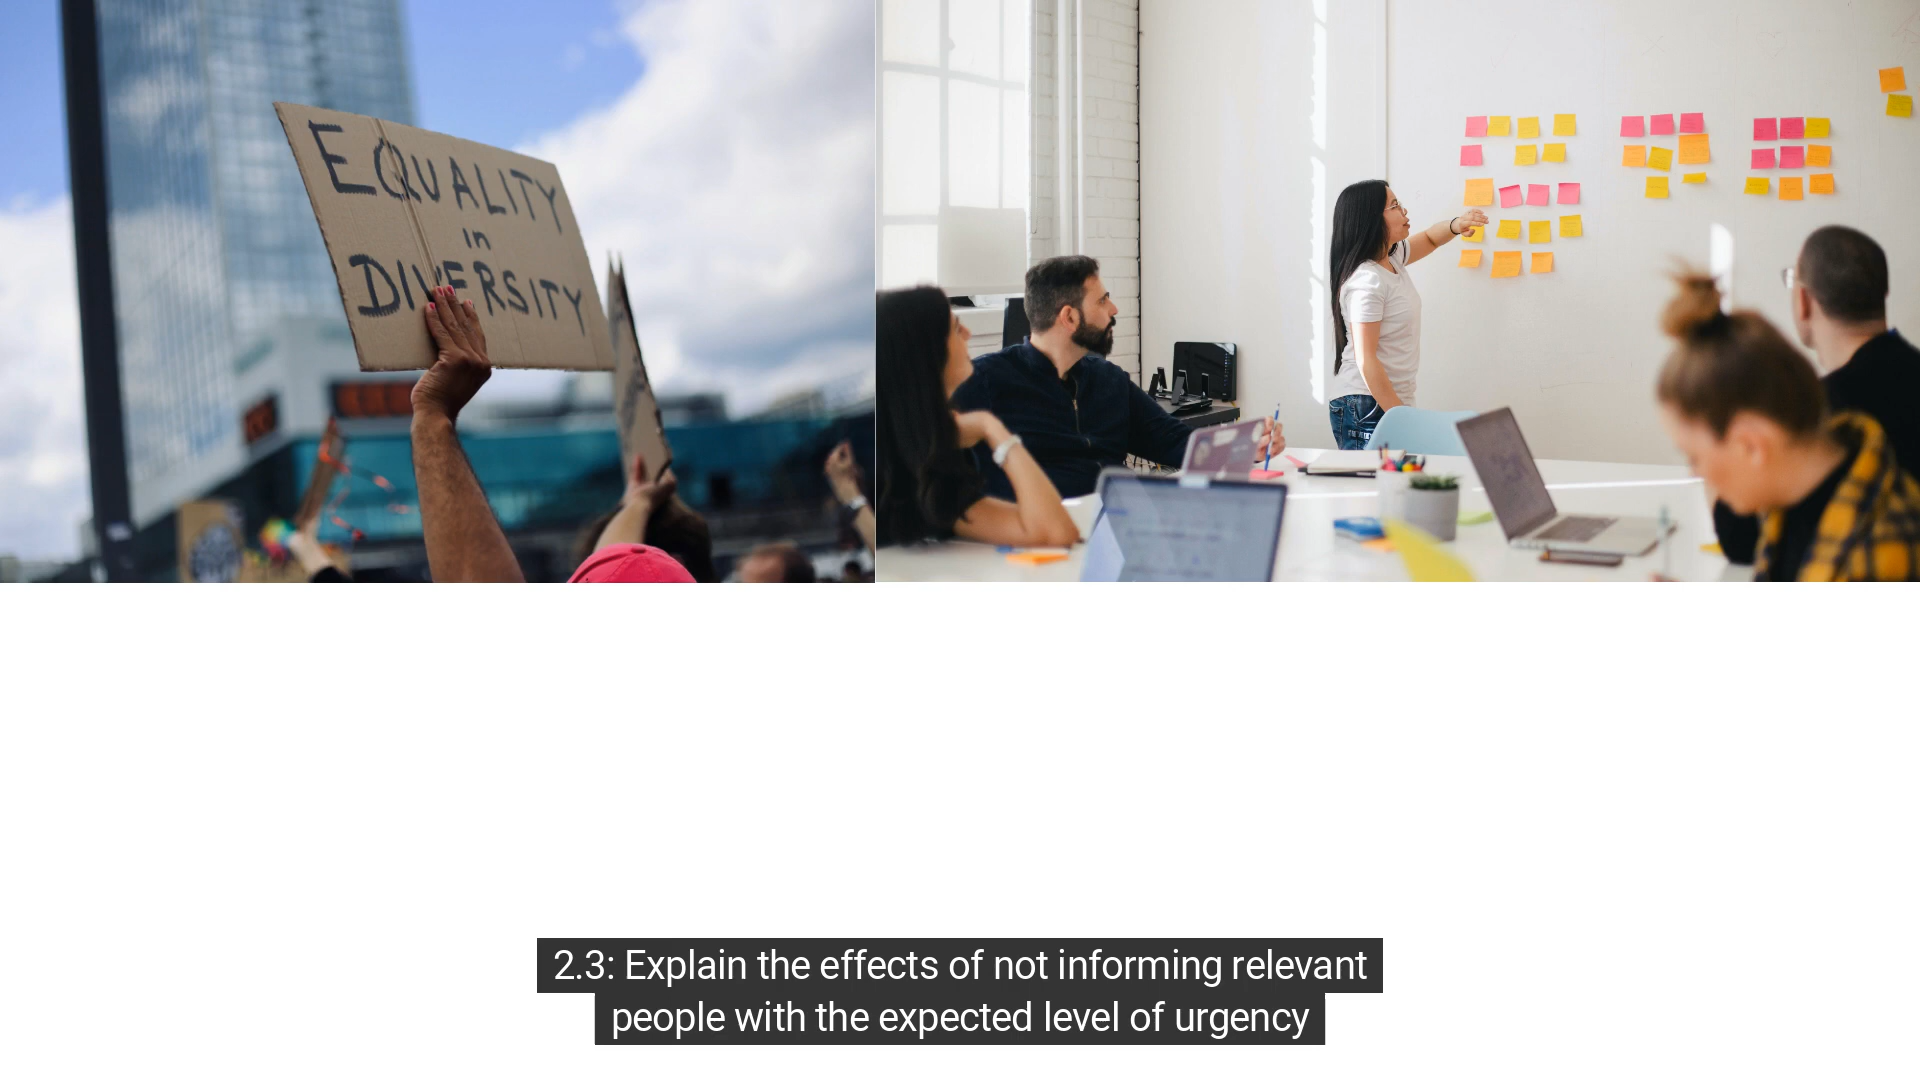 EQUALITY
in
DIVERSITY
2.3: Explain the effects of not informing relevant
people with the expected level of urgency